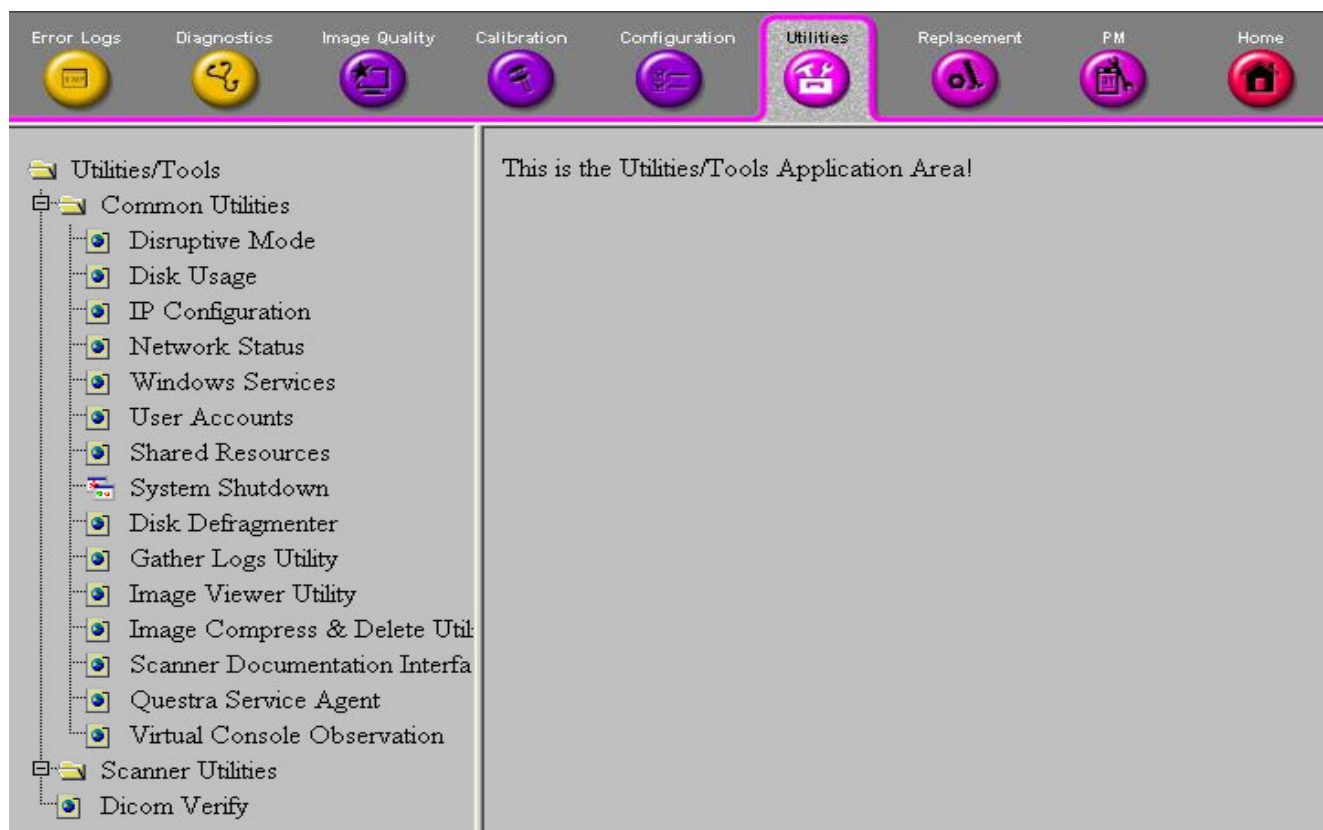 Error Logs Diagnostics Image Quality Calibration Configuration Utilities Replacement PM Home
Utilities/Tools
Common Utilities
Disruptive Mode
Disk Usage
IP Configuration
Network Status
Windows Services
User Accounts
Shared Resources
System Shutdown
Disk Defragmenter
Gather Logs Utility
Image Viewer Utility
Image Compress & Delete Util
Scanner Documentation Interfa
Questra Service Agent
Virtual Console Observation
Scanner Utilities
Dicom Verify
This is the Utilities/Tools Application Area!